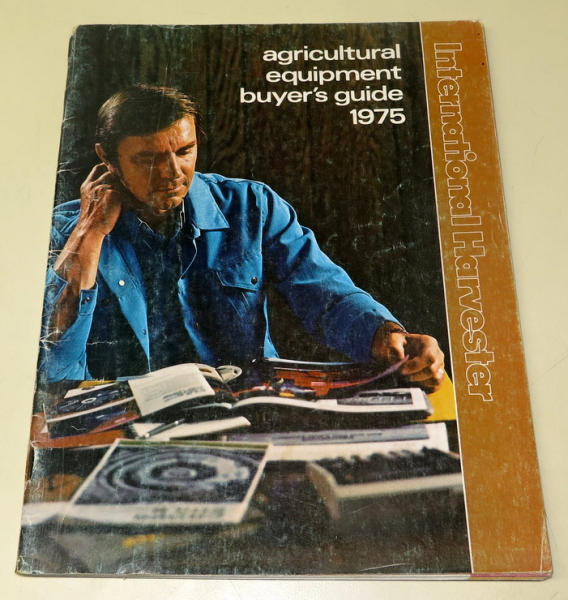 agricultural
equipment
buyer's guide
1975
International Harvester